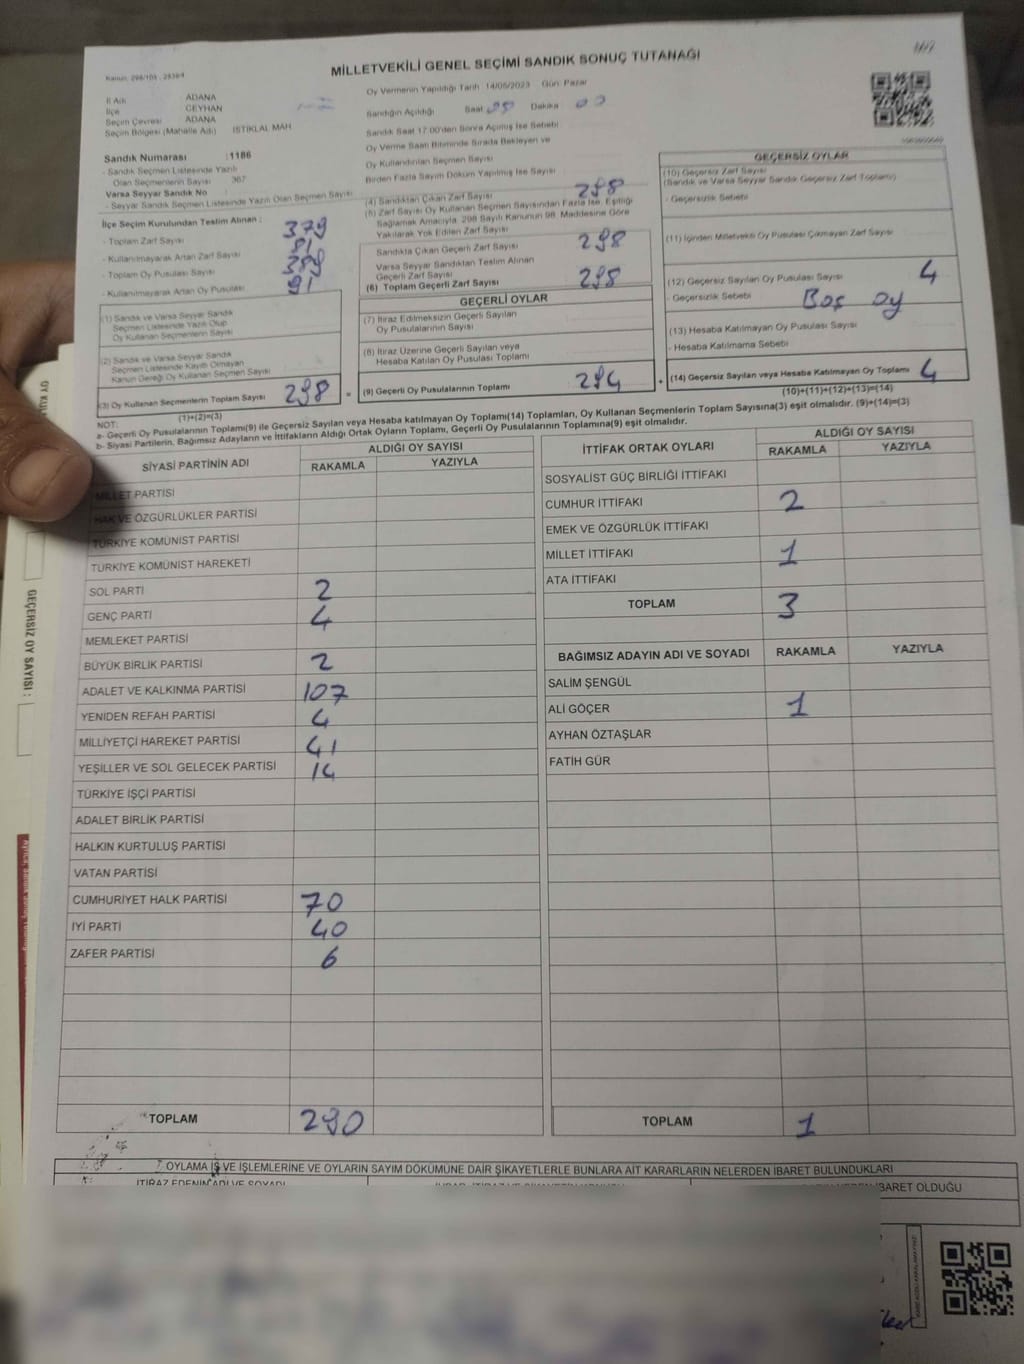 MİLLETVEKİLİ GENEL SEÇİMİ SANDIK SONUÇ TUTANAĞI
İl Adı ADANA
İlçe CEYHAN
Seçim Çevresi ADANA
Seçim Bölgesi (Mahalle Adı) İSTİKLAL MAH
Sandık Numarası :1186
- Sandık Seçmen Listesinde Yazılı
Olan Seçmenlerin Sayısı 367
Varsa Seyyar Sandık No
- Seyyar Sandık Seçmen Listesinde Yazılı Olan Seçmen Sayısı
İlçe Seçim Kurulundan Teslim Alınan :
- Toplam Zarf Sayısı 379
- Kullanılmayarak Artan Zarf Sayısı 81
- Toplam Oy Pusulası Sayısı 389
- Kullanılmayarak Artan Oy Pusulası 91
(1) Sandık ve Varsa Seyyar Sandık
Seçmen Listesinde Yazılı Olup
Oy Kullanan Seçmenlerin Sayısı
(2) Sandık ve Varsa Seyyar Sandık
Seçmen Listesinde Kayıtlı Olmayan
Kanun Gereği Oy Kullanan Seçmen Sayısı
(3) Oy Kullanan Seçmenlerin Toplam Sayısı 298
(1)+(2)=(3)
Oy Vermenin Yapıldığı Tarih 14/05/2023 Gün: Pazar
Sandığın Açıldığı Saat Dakika 00
Sandık Saat 17.00'den Sonra Açılmış İse Sebebi
Oy Verme Saati Bitiminde Sırada Bekleyen ve
Oy Kullandırılan Seçmen Sayısı
Birden Fazla Sayım Döküm Yapılmış İse Sayısı
(4) Sandıktan Çıkan Zarf Sayısı 298
(5) Zarf Sayısı Oy Kullanan Seçmen Sayısından Fazla İse, Eşitliği
Sağlamak Amacıyla, 298 Sayılı Kanunun 98. Maddesine Göre
Yakılarak Yok Edilen Zarf Sayısı
Sandıkta Çıkan Geçerli Zarf Sayısı 298
Varsa Seyyar Sandıktan Teslim Alınan
Geçerli Zarf Sayısı
(6) Toplam Geçerli Zarf Sayısı 298
GEÇERLİ OYLAR
(7) İtiraz Edilmeksizin Geçerli Sayılan
Oy Pusulalarının Sayısı
(8) İtiraz Üzerine Geçerli Sayılan veya
Hesaba Katılan Oy Pusulası Toplamı
= (9) Geçerli Oy Pusulalarının Toplamı 294 +
GEÇERSİZ OYLAR
(10) Geçersiz Zarf Sayısı
(Sandık ve Varsa Seyyar Sandık Geçersiz Zarf Toplamı)
- Geçersizlik Sebebi
(11) İçinden Milletvekili Oy Pusulası Çıkmayan Zarf Sayısı
(12) Geçersiz Sayılan Oy Pusulası Sayısı 4
- Geçersizlik Sebebi Boş oy
(13) Hesaba Katılmayan Oy Pusulası Sayısı
- Hesaba Katılmama Sebebi
(14) Geçersiz Sayılan veya Hesaba Katılmayan Oy Toplamı 4
(10)+(11)+(12)+(13)=(14)
NOT:
a- Geçerli Oy Pusulalarının Toplamı(9) ile Geçersiz Sayılan veya Hesaba katılmayan Oy Toplamı(14) Toplamları, Oy Kullanan Seçmenlerin Toplam Sayısına(3) eşit olmalıdır. (9)+(14)=(3)
b- Siyasi Partilerin, Bağımsız Adayların ve İttifakların Aldığı Ortak Oyların Toplamı, Geçerli Oy Pusulalarının Toplamına(9) eşit olmalıdır.
SİYASİ PARTİNİN ADI ALDIĞI OY SAYISI
RAKAMLA YAZIYLA
MİLLET PARTİSİ
HAK VE ÖZGÜRLÜKLER PARTİSİ
TÜRKİYE KOMÜNİST PARTİSİ
TÜRKİYE KOMÜNİST HAREKETİ
SOL PARTİ 2
GENÇ PARTİ 4
MEMLEKET PARTİSİ
BÜYÜK BİRLİK PARTİSİ 2
ADALET VE KALKINMA PARTİSİ 107
YENİDEN REFAH PARTİSİ 4
MİLLİYETÇİ HAREKET PARTİSİ 41
YEŞİLLER VE SOL GELECEK PARTİSİ 14
TÜRKİYE İŞÇİ PARTİSİ
ADALET BİRLİK PARTİSİ
HALKIN KURTULUŞ PARTİSİ
VATAN PARTİSİ
CUMHURİYET HALK PARTİSİ 70
İYİ PARTİ 40
ZAFER PARTİSİ 6
TOPLAM 290
İTTİFAK ORTAK OYLARI ALDIĞI OY SAYISI
RAKAMLA YAZIYLA
SOSYALİST GÜÇ BİRLİĞİ İTTİFAKI
CUMHUR İTTİFAKI 2
EMEK VE ÖZGÜRLÜK İTTİFAKI
MİLLET İTTİFAKI 1
ATA İTTİFAKI
TOPLAM 3
BAĞIMSIZ ADAYIN ADI VE SOYADI RAKAMLA YAZIYLA
SALİM ŞENGÜL
ALİ GÖÇER 1
AYHAN ÖZTAŞLAR
FATİH GÜR
TOPLAM 1
OYLAMA İŞ VE İŞLEMLERİNE VE OYLARIN SAYIM DÖKÜMÜNE DAİR ŞİKAYETLERLE BUNLARA AİT KARARLARIN NELERDEN İBARET BULUNDUKLARI
İTİRAZ EDENİN ADI VE SOYADI
İBARET OLDUĞU
GEÇERSİZ OY SAYISI :